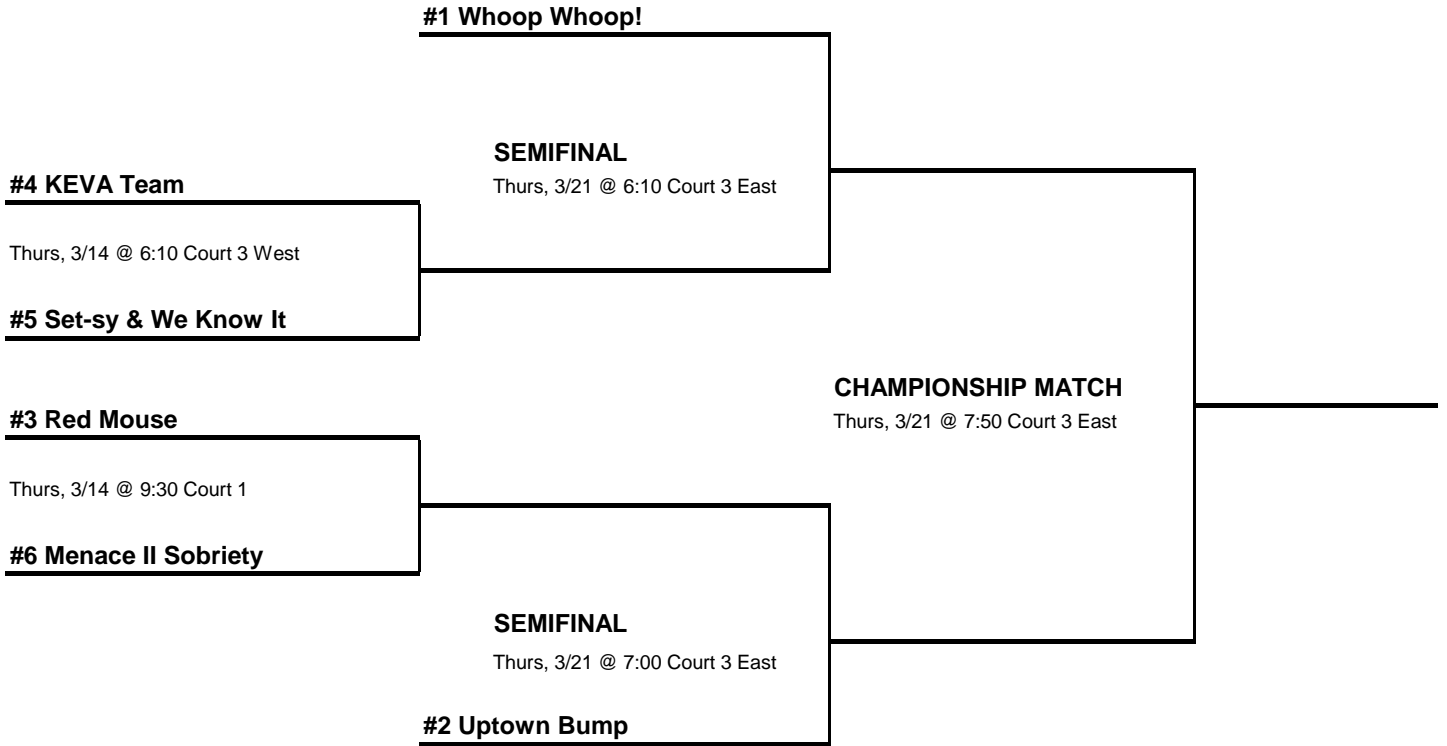 #1 Whoop Whoop!
SEMIFINAL
#4 KEVA Team
Thurs, 3/21 @ 6:10 Court 3 East
Thurs, 3/14 @ 6:10 Court 3 West
#5 Set-sy & We Know It
CHAMPIONSHIP MATCH
#3 Red Mouse
Thurs, 3/21 @ 7:50 Court 3 East
Thurs, 3/14 @ 9:30 Court 1
#6 Menace II Sobriety
SEMIFINAL
Thurs, 3/21 @ 7:00 Court 3 East
#2 Uptown Bump